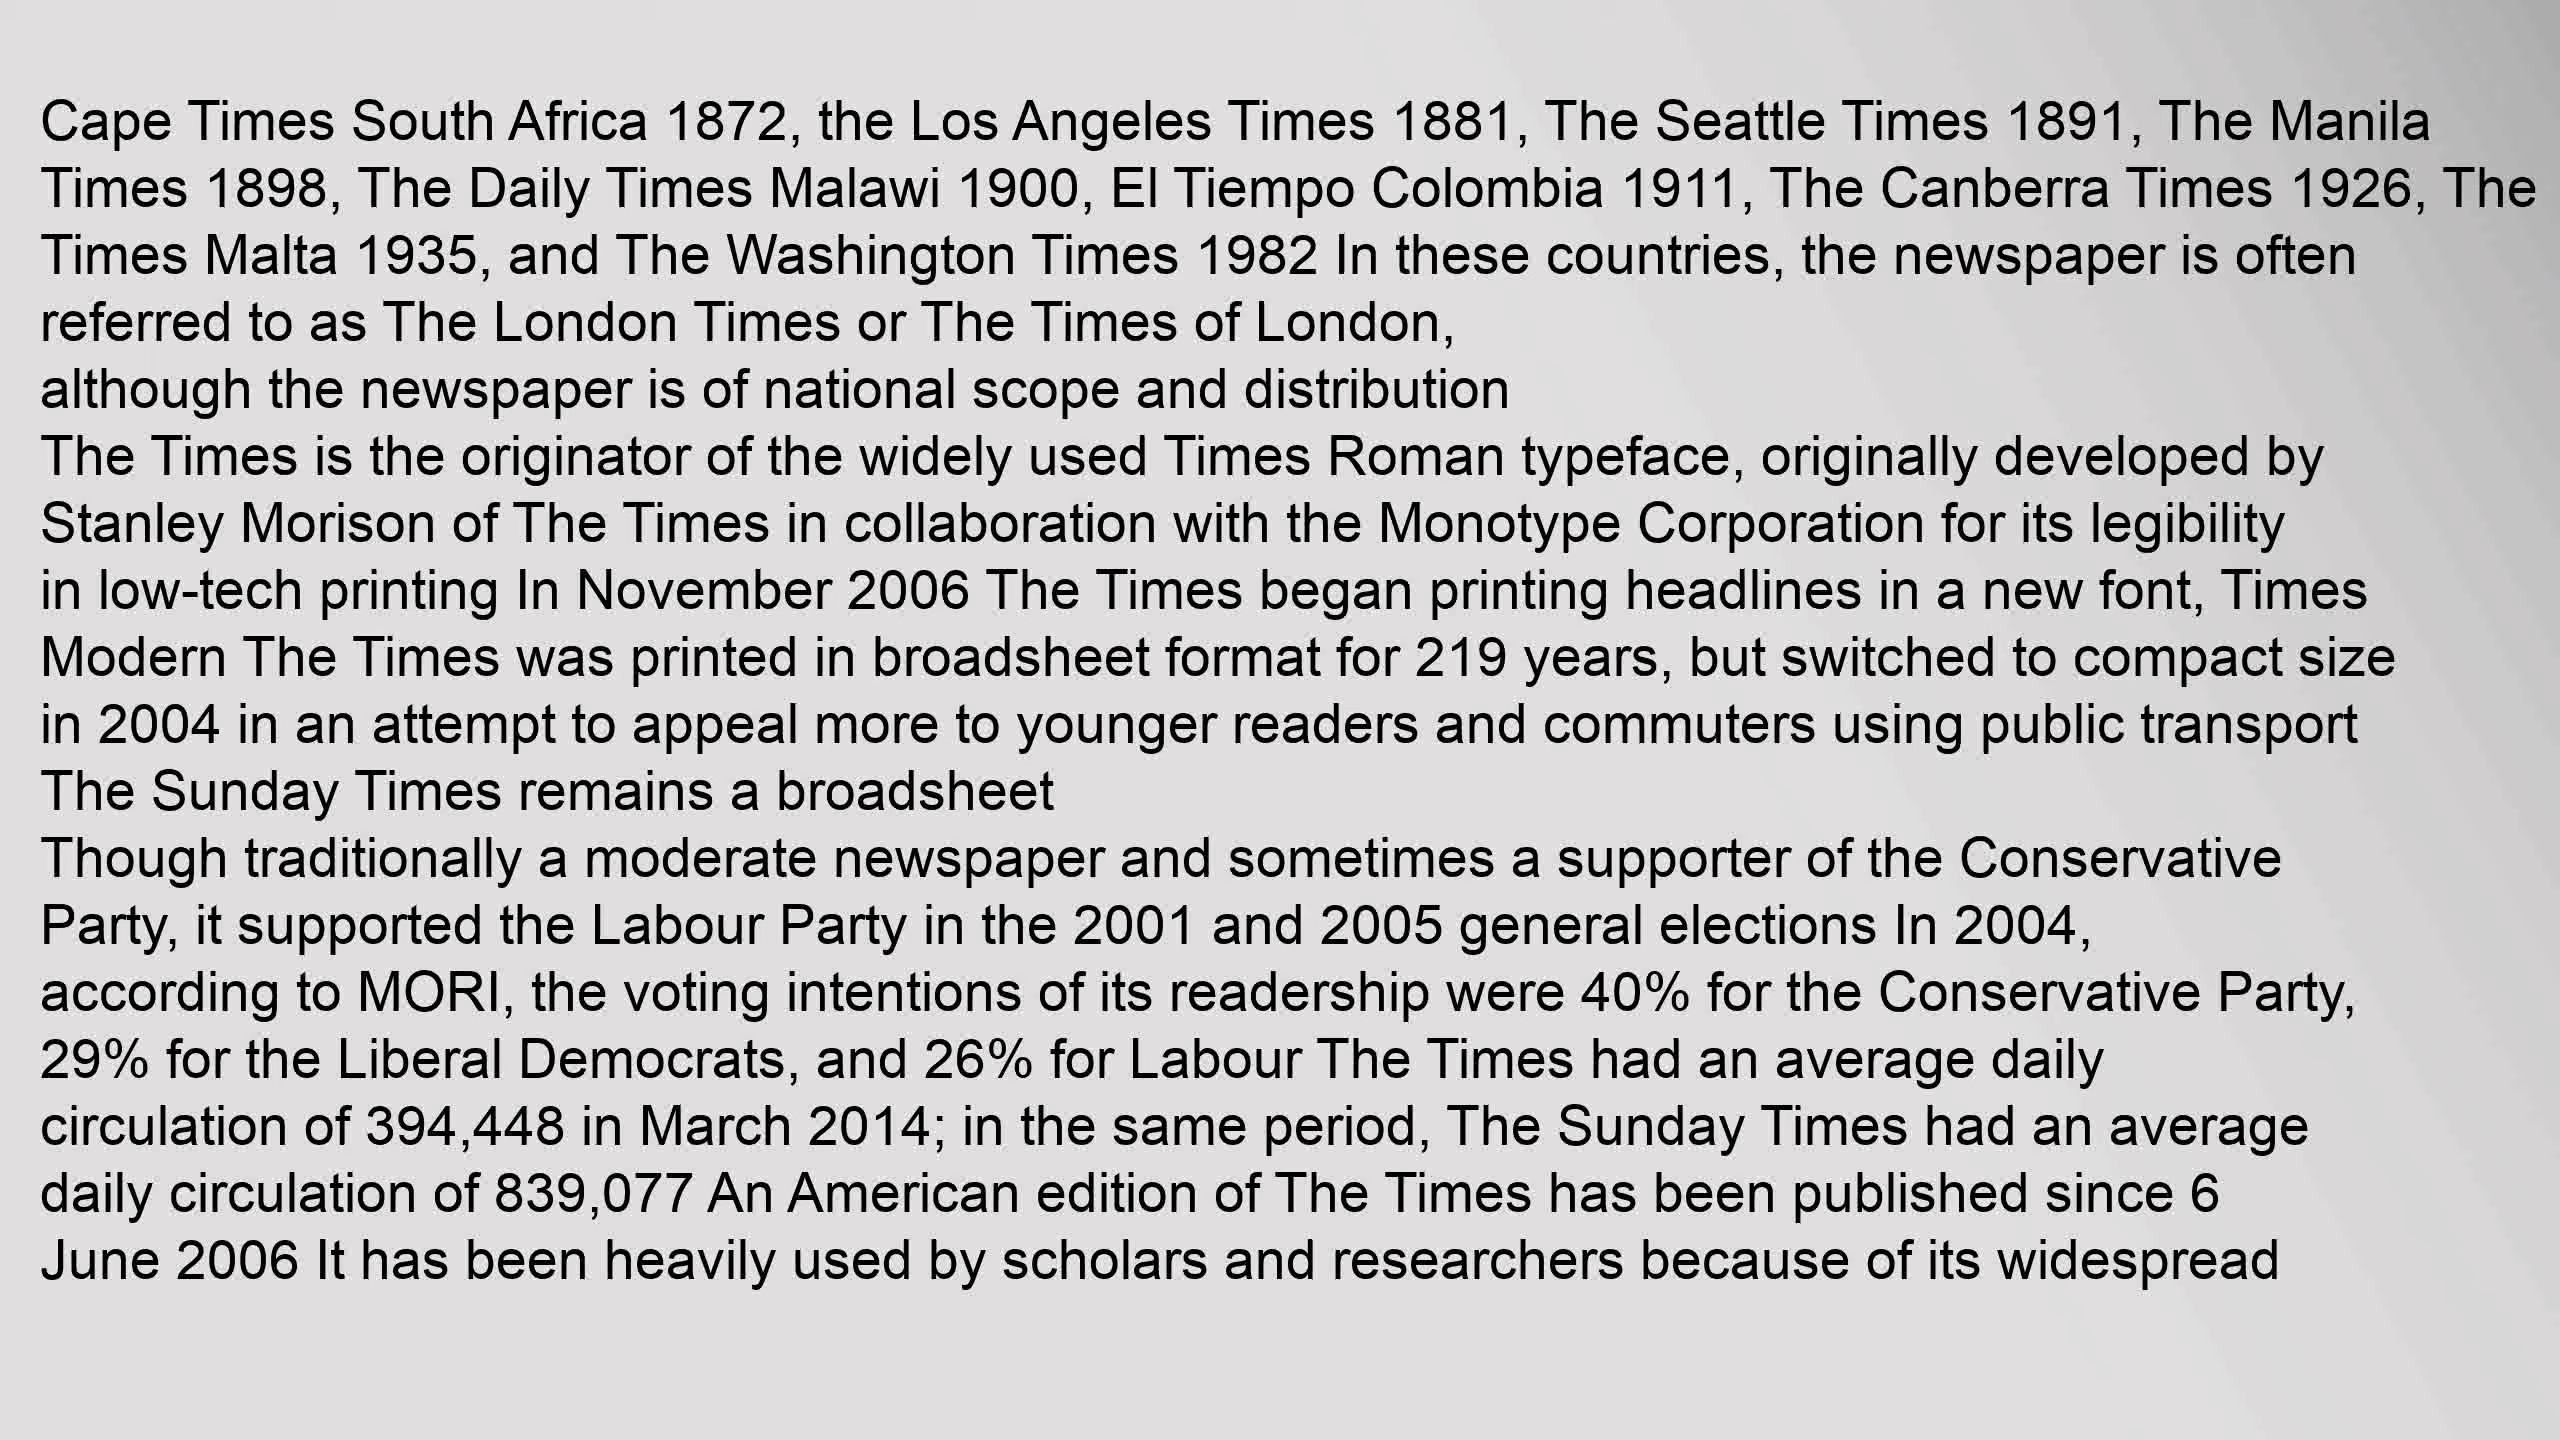 Cape Times South Africa 1872, the Los Angeles Times 1881, The Seattle Times 1891, The Manila
Times 1898, The Daily Times Malawi 1900, El Tiempo Colombia 1911, The Canberra Times 1926, The
Times Malta 1935, and The Washington Times 1982 In these countries, the newspaper is often
referred to as The London Times or The Times of London,
although the newspaper is of national scope and distribution
The Times is the originator of the widely used Times Roman typeface, originally developed by
Stanley Morison of The Times in collaboration with the Monotype Corporation for its legibility
in low-tech printing In November 2006 The Times began printing headlines in a new font, Times
Modern The Times was printed in broadsheet format for 219 years, but switched to compact size
in 2004 in an attempt to appeal more to younger readers and commuters using public transport
The Sunday Times remains a broadsheet
Though traditionally a moderate newspaper and sometimes a supporter of the Conservative
Party, it supported the Labour Party in the 2001 and 2005 general elections In 2004,
according to MORI, the voting intentions of its readership were 40% for the Conservative Party,
29% for the Liberal Democrats, and 26% for Labour The Times had an average daily
circulation of 394,448 in March 2014; in the same period, The Sunday Times had an average
daily circulation of 839,077 An American edition of The Times has been published since 6
June 2006 It has been heavily used by scholars and researchers because of its widespread